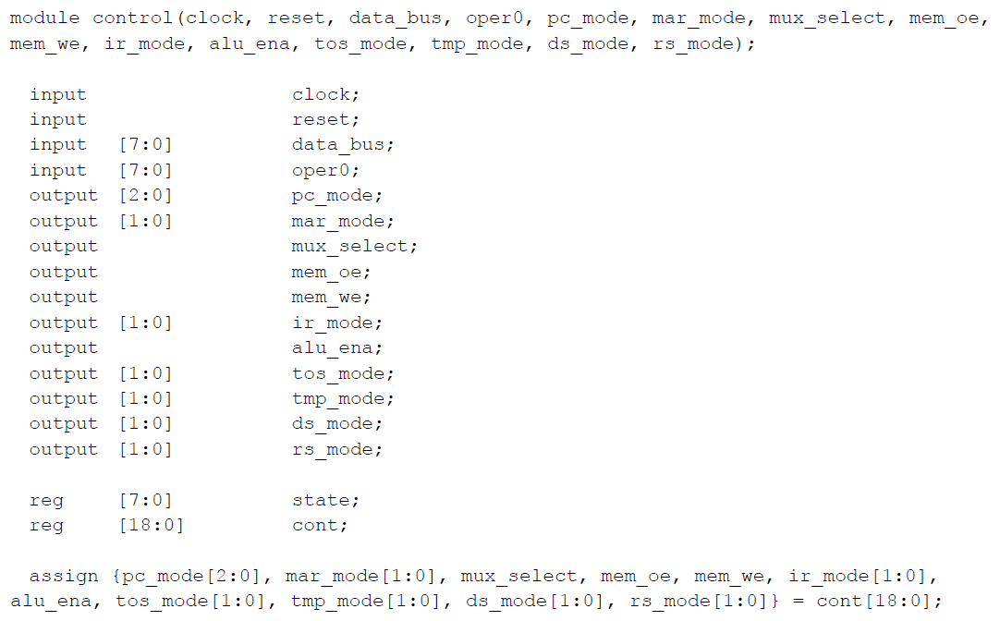 module control(clock, reset, data_bus, oper0, pc_mode, mar_mode, mux_select, mem_oe,
mem_we, ir_mode, alu_ena, tos_mode, tmp_mode, ds_mode, rs_mode);
input clock;
input reset;
input [7:0] data_bus;
input [7:0] oper0;
output [2:0] pc_mode;
output [1:0] mar_mode;
output mux_select;
output mem_oe;
output mem_we;
output [1:0] ir_mode;
output alu_ena;
output [1:0] tos_mode;
output [1:0] tmp_mode;
output [1:0] ds_mode;
output [1:0] rs_mode;
reg [7:0] state;
reg [18:0] cont;
assign {pc_mode[2:0], mar_mode[1:0], mux_select, mem_oe, mem_we, ir_mode[1:0],
alu_ena, tos_mode[1:0], tmp_mode[1:0], ds_mode[1:0], rs_mode[1:0]} = cont[18:0];